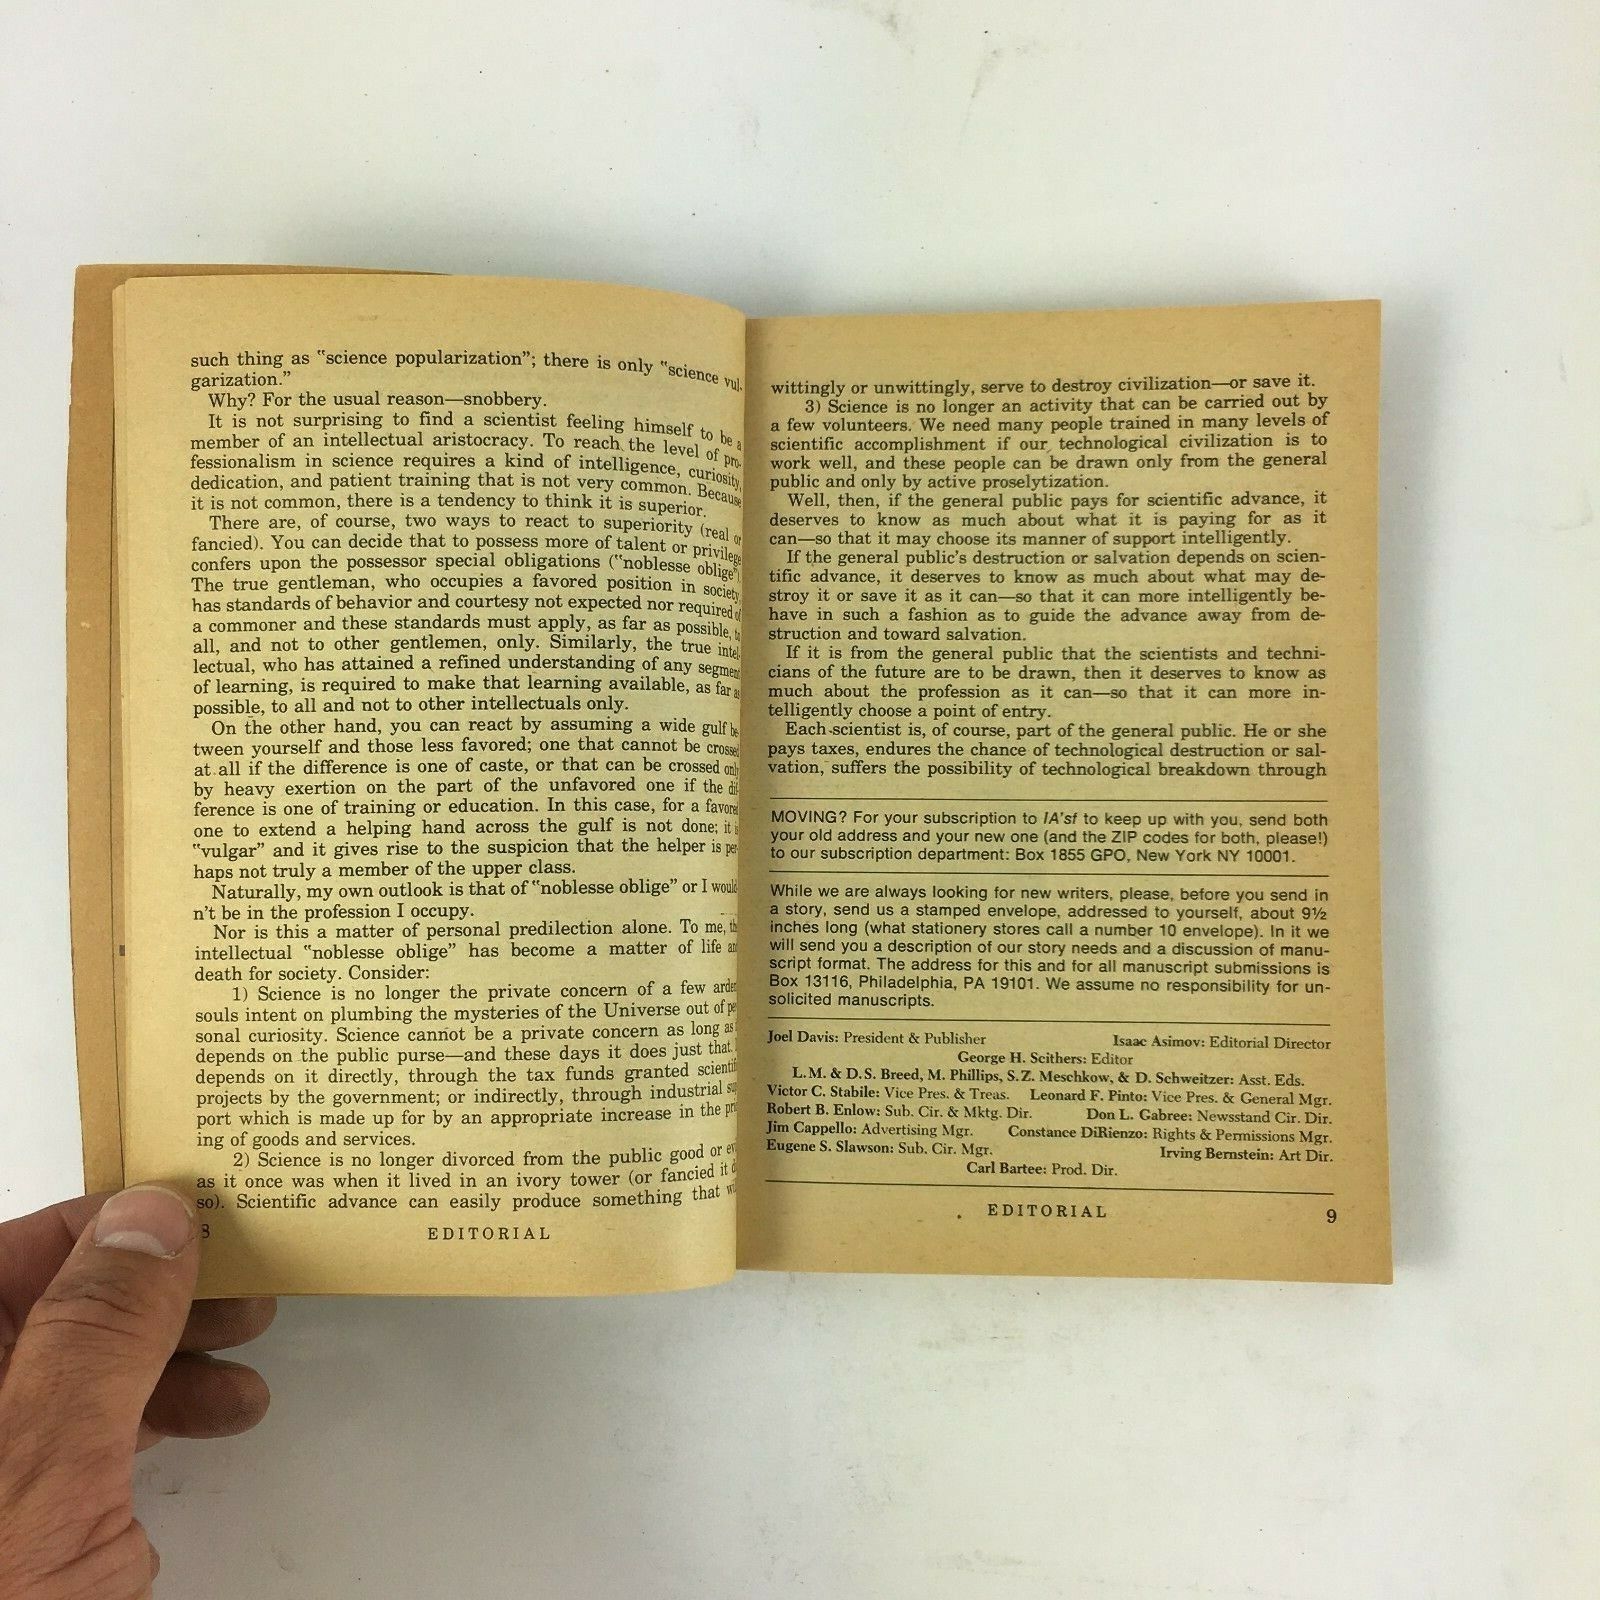 such thing as "science popularization"; there is only "science vul-
garization."
Why? For the usual reason—snobbery.
It is not surprising to find a scientist feeling himself to be a
member of an intellectual aristocracy. To reach the level of pro-
fessionalism in science requires a kind of intelligence, curiosity,
dedication, and patient training that is not very common. Because
it is not common, there is a tendency to think it is superior.
There are, of course, two ways to react to superiority (real or
fancied). You can decide that to possess more of talent or privilege
confers upon the possessor special obligations ("noblesse oblige").
The true gentleman, who occupies a favored position in society,
has standards of behavior and courtesy not expected nor required of
a commoner and these standards must apply, as far as possible, to
all, and not to other gentlemen, only. Similarly, the true intel-
lectual, who has attained a refined understanding of any segment
of learning, is required to make that learning available, as far as
possible, to all and not to other intellectuals only.
On the other hand, you can react by assuming a wide gulf be-
tween yourself and those less favored; one that cannot be crossed
at all if the difference is one of caste, or that can be crossed only
by heavy exertion on the part of the unfavored one if the dif-
ference is one of training or education. In this case, for a favored
one to extend a helping hand across the gulf is not done; it is
"vulgar" and it gives rise to the suspicion that the helper is per-
haps not truly a member of the upper class.
Naturally, my own outlook is that of "noblesse oblige" or I would
n't be in the profession I occupy.
Nor is this a matter of personal predilection alone. To me, th
intellectual "noblesse oblige" has become a matter of life an
death for society. Consider:
1) Science is no longer the private concern of a few arden
souls intent on plumbing the mysteries of the Universe out of pe
sonal curiosity. Science cannot be a private concern as long as
depends on the public purse—and these days it does just that.
depends on it directly, through the tax funds granted scientifi
projects by the government; or indirectly, through industrial sup
port which is made up for by an appropriate increase in the pri
ing of goods and services.
2) Science is no longer divorced from the public good or evi
as it once was when it lived in an ivory tower (or fancied it d
so). Scientific advance can easily produce something that wi
8
EDITORIAL
wittingly or unwittingly, serve to destroy civilization—or save it.
3) Science is no longer an activity that can be carried out by
a few volunteers. We need many people trained in many levels of
scientific accomplishment if our technological civilization is to
work well, and these people can be drawn only from the general
public and only by active proselytization.
Well, then, if the general public pays for scientific advance, it
deserves to know as much about what it is paying for as it
can—so that it may choose its manner of support intelligently.
If the general public's destruction or salvation depends on scien-
tific advance, it deserves to know as much about what may de-
stroy it or save it as it can—so that it can more intelligently be-
have in such a fashion as to guide the advance away from de-
struction and toward salvation.
If it is from the general public that the scientists and techni-
cians of the future are to be drawn, then it deserves to know as
much about the profession as it can—so that it can more in-
telligently choose a point of entry.
Each scientist is, of course, part of the general public. He or she
pays taxes, endures the chance of technological destruction or sal-
vation, suffers the possibility of technological breakdown through
MOVING? For your subscription to IA'sf to keep up with you, send both
your old address and your new one (and the ZIP codes for both, please!)
to our subscription department: Box 1855 GPO, New York NY 10001.
While we are always looking for new writers, please, before you send in
a story, send us a stamped envelope, addressed to yourself, about 9½
inches long (what stationery stores call a number 10 envelope). In it we
will send you a description of our story needs and a discussion of manu-
script format. The address for this and for all manuscript submissions is
Box 13116, Philadelphia, PA 19101. We assume no responsibility for un-
solicited manuscripts.
Joel Davis: President & Publisher Isaac Asimov: Editorial Director
George H. Scithers: Editor
L.M. & D.S. Breed, M. Phillips, S.Z. Meschkow, & D. Schweitzer: Asst. Eds.
Victor C. Stabile: Vice Pres. & Treas. Leonard F. Pinto: Vice Pres. & General Mgr.
Robert B. Enlow: Sub. Cir. & Mktg. Dir. Don L. Gabree: Newsstand Cir. Dir.
Jim Cappello: Advertising Mgr. Constance DiRienzo: Rights & Permissions Mgr.
Eugene S. Slawson: Sub. Cir. Mgr. Irving Bernstein: Art Dir.
Carl Bartee: Prod. Dir.
EDITORIAL
9